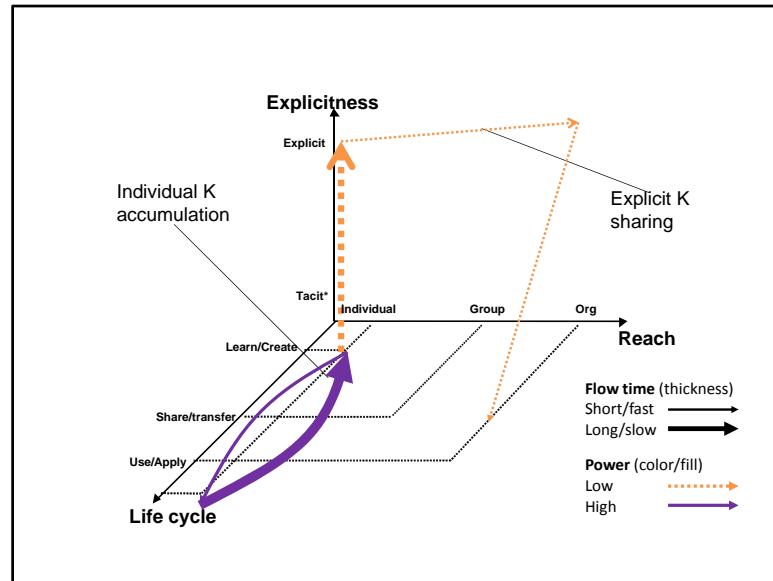 Explicitness
Explicit
Individual K
accumulation
Explicit K
sharing
Tacit*
Individual
Group
Org
Reach
Learn/Create
Share/transfer
Use/Apply
Life cycle
Flow time (thickness)
Short/fast
Long/slow
Power (color/fill)
Low
High